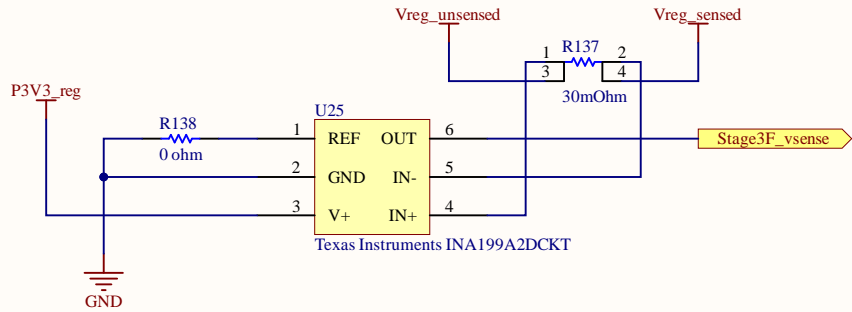 Vreg_unsensed Vreg_sensed
R137
1 2
3 4
30mOhm
P3V3_reg
U25
R138
0 ohm
1 REF OUT 6
2 GND IN- 5
3 V+ IN+ 4
Stage3F_vsense
Texas Instruments INA199A2DCKT
GND